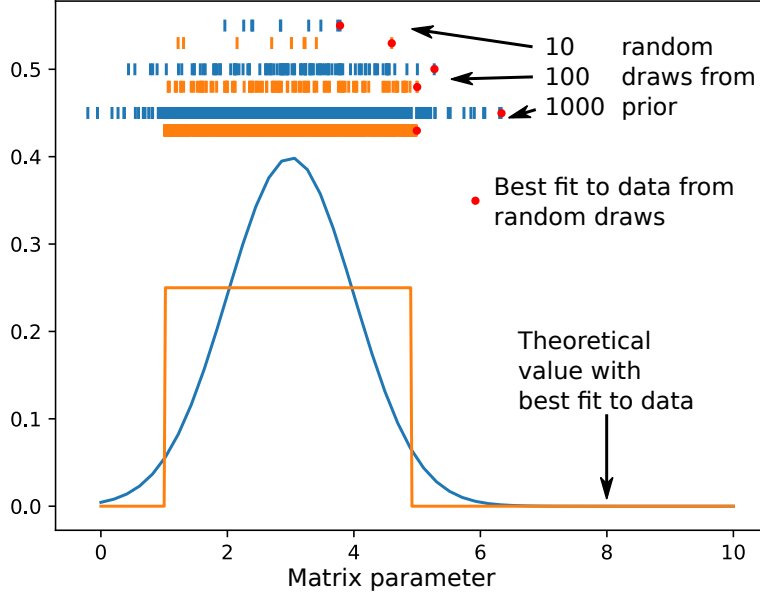 10 random
100 draws from
1000 prior
0.5
0.4
Best fit to data from
random draws
0.3
0.2
Theoretical
value with
best fit to data
0.1
0.0
0 2 4 6 8 10
Matrix parameter